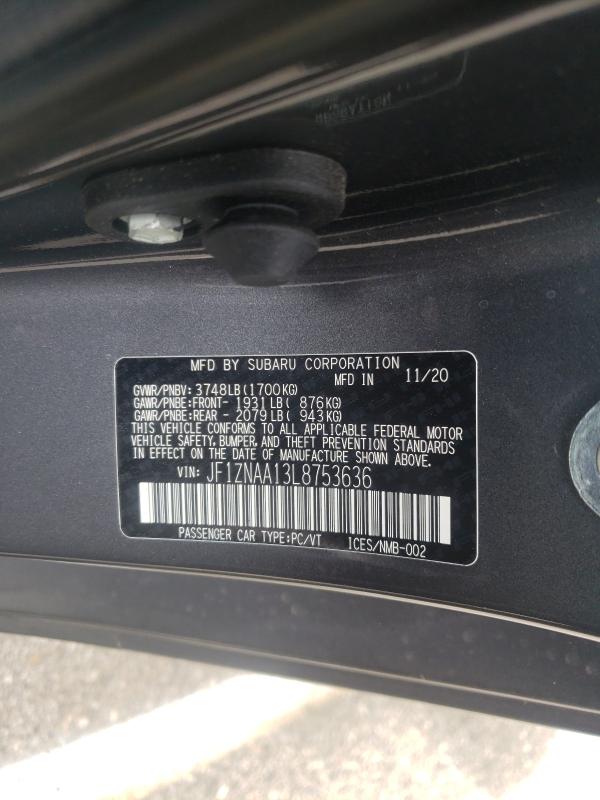 MFD BY SUBARU CORPORATION
MFD IN 11/20
GVWR/PNBV: 3748LB(1700KG)
GAWR/PNBE:FRONT- 1931LB( 876KG)
GAWR/PNBE:REAR - 2079LB( 943KG)
THIS VEHICLE CONFORMS TO ALL APPLICABLE FEDERAL MOTOR
VEHICLE SAFETY, BUMPER, AND THEFT PREVENTION STANDARDS
IN EFFECT ON THE DATE OF MANUFACTURE SHOWN ABOVE.
VIN: JF1ZNAA13L8753636
PASSENGER CAR TYPE:PC/VT ICES/NMB-002